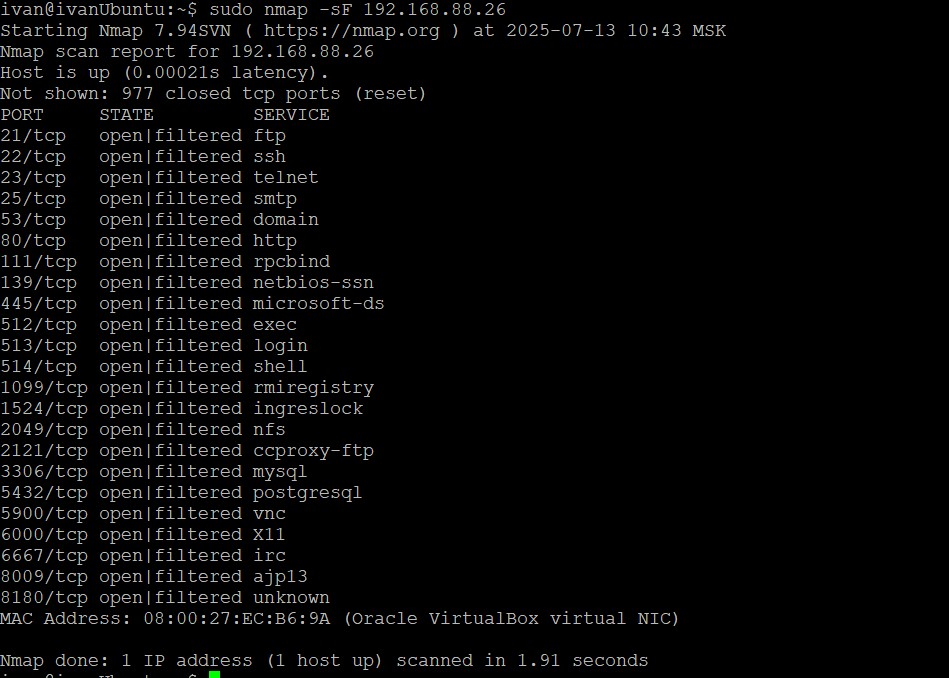 ivan@ivanUbuntu:~$ sudo nmap -sF 192.168.88.26
Starting Nmap 7.94SVN ( https://nmap.org ) at 2025-07-13 10:43 MSK
Nmap scan report for 192.168.88.26
Host is up (0.00021s latency).
Not shown: 977 closed tcp ports (reset)
PORT     STATE         SERVICE
21/tcp   open|filtered ftp
22/tcp   open|filtered ssh
23/tcp   open|filtered telnet
25/tcp   open|filtered smtp
53/tcp   open|filtered domain
80/tcp   open|filtered http
111/tcp  open|filtered rpcbind
139/tcp  open|filtered netbios-ssn
445/tcp  open|filtered microsoft-ds
512/tcp  open|filtered exec
513/tcp  open|filtered login
514/tcp  open|filtered shell
1099/tcp open|filtered rmiregistry
1524/tcp open|filtered ingreslock
2049/tcp open|filtered nfs
2121/tcp open|filtered ccproxy-ftp
3306/tcp open|filtered mysql
5432/tcp open|filtered postgresql
5900/tcp open|filtered vnc
6000/tcp open|filtered X11
6667/tcp open|filtered irc
8009/tcp open|filtered ajp13
8180/tcp open|filtered unknown
MAC Address: 08:00:27:EC:B6:9A (Oracle VirtualBox virtual NIC)
Nmap done: 1 IP address (1 host up) scanned in 1.91 seconds